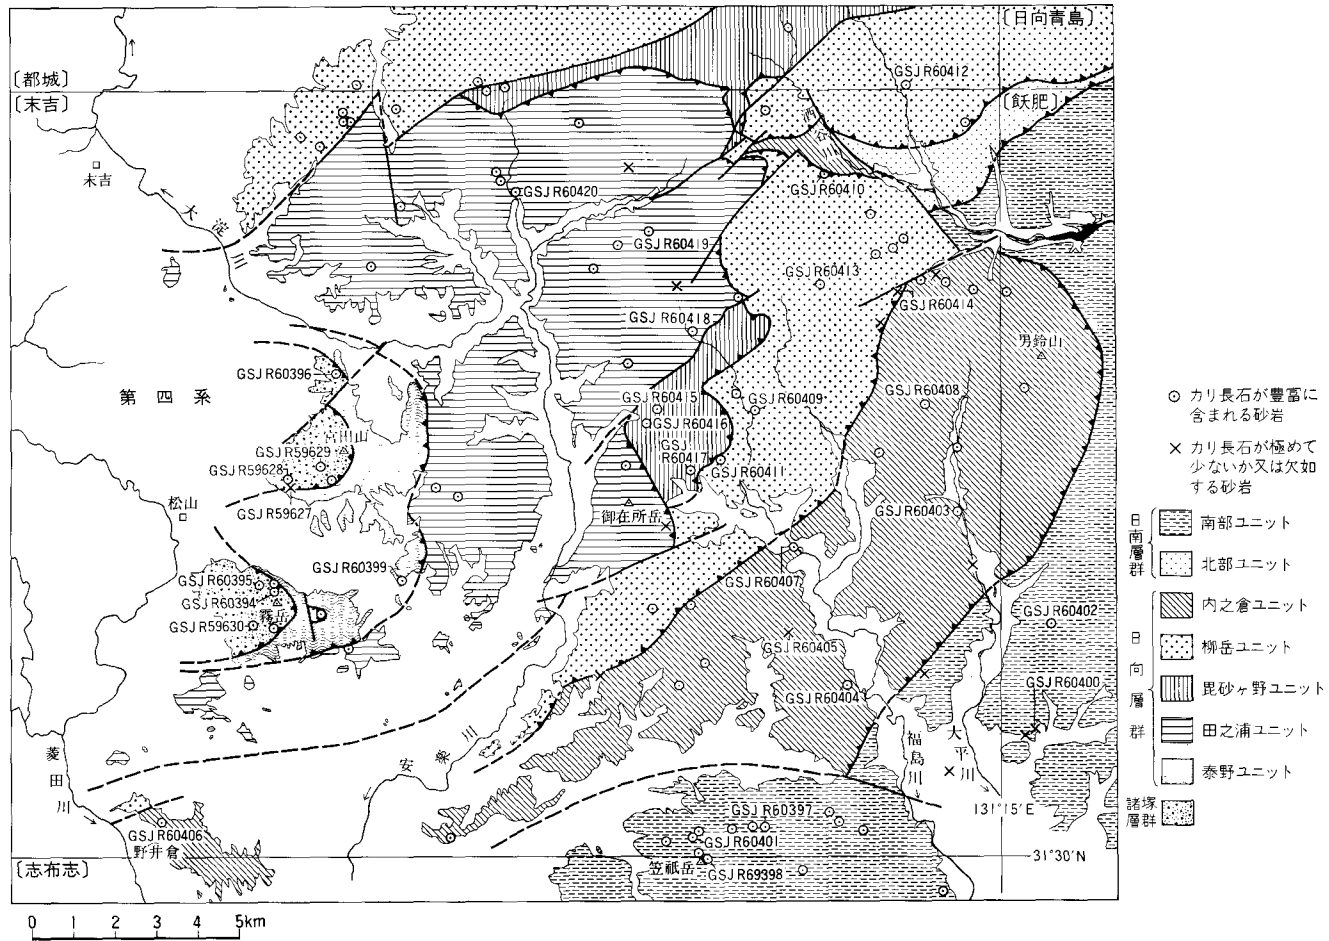 〔日向青島〕
GSJ R60412
〔都城〕
〔末吉〕
〔飫肥〕
末吉
大淀
GSJ R60420
GSJ R60410
GSJ R60419
GSJ R60413
GSJ R60418
GSJ R60414
男鈴山
GSJ R60396
第四系
GSJ R60408
GSJ R60415
GSJ R60409
GSJ R60416
GSJ R60417
GSJ R60411
宮田山
GSJ R59629
GSJ R59628
GSJ R59627
松山
御在所岳
GSJ R60403
GSJ R60399
GSJ R60395
GSJ R60394
霧岳
GSJ R59630
GSJ R60407
GSJ R60402
GSJ R60405
GSJ R60404
GSJ R60400
菱田川
安楽川
福島川
大平川
131°15′E
GSJ R60397
GSJ R60401
GSJ R60406
野井倉
笠祇岳
GSJ R69398
31°30′N
〔志布志〕
0 1 2 3 4 5km
カリ長石が豊富に
含まれる砂岩
カリ長石が極めて
少ないか又は欠如
する砂岩
日南層群
南部ユニット
北部ユニット
日向層群
内之倉ユニット
柳岳ユニット
毘砂ヶ野ユニット
田之浦ユニット
泰野ユニット
諸塚
層群